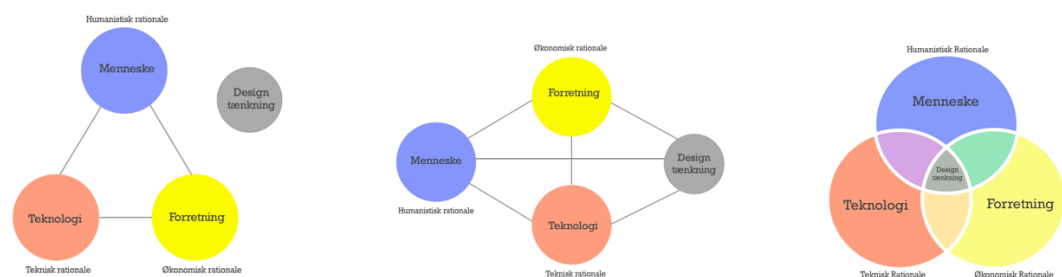 Humanistisk rationale
Menneske
Design
tænkning
Teknologi
Forretning
Teknisk rationale
Økonomisk rationale
Økonomisk rationale
Forretning
Menneske
Design
tænkning
Humanistisk rationale
Teknologi
Teknisk rationale
Humanistisk Rationale
Menneske
Design
tænkning
Teknologi
Forretning
Teknisk Rationale
Økonomisk Rationale